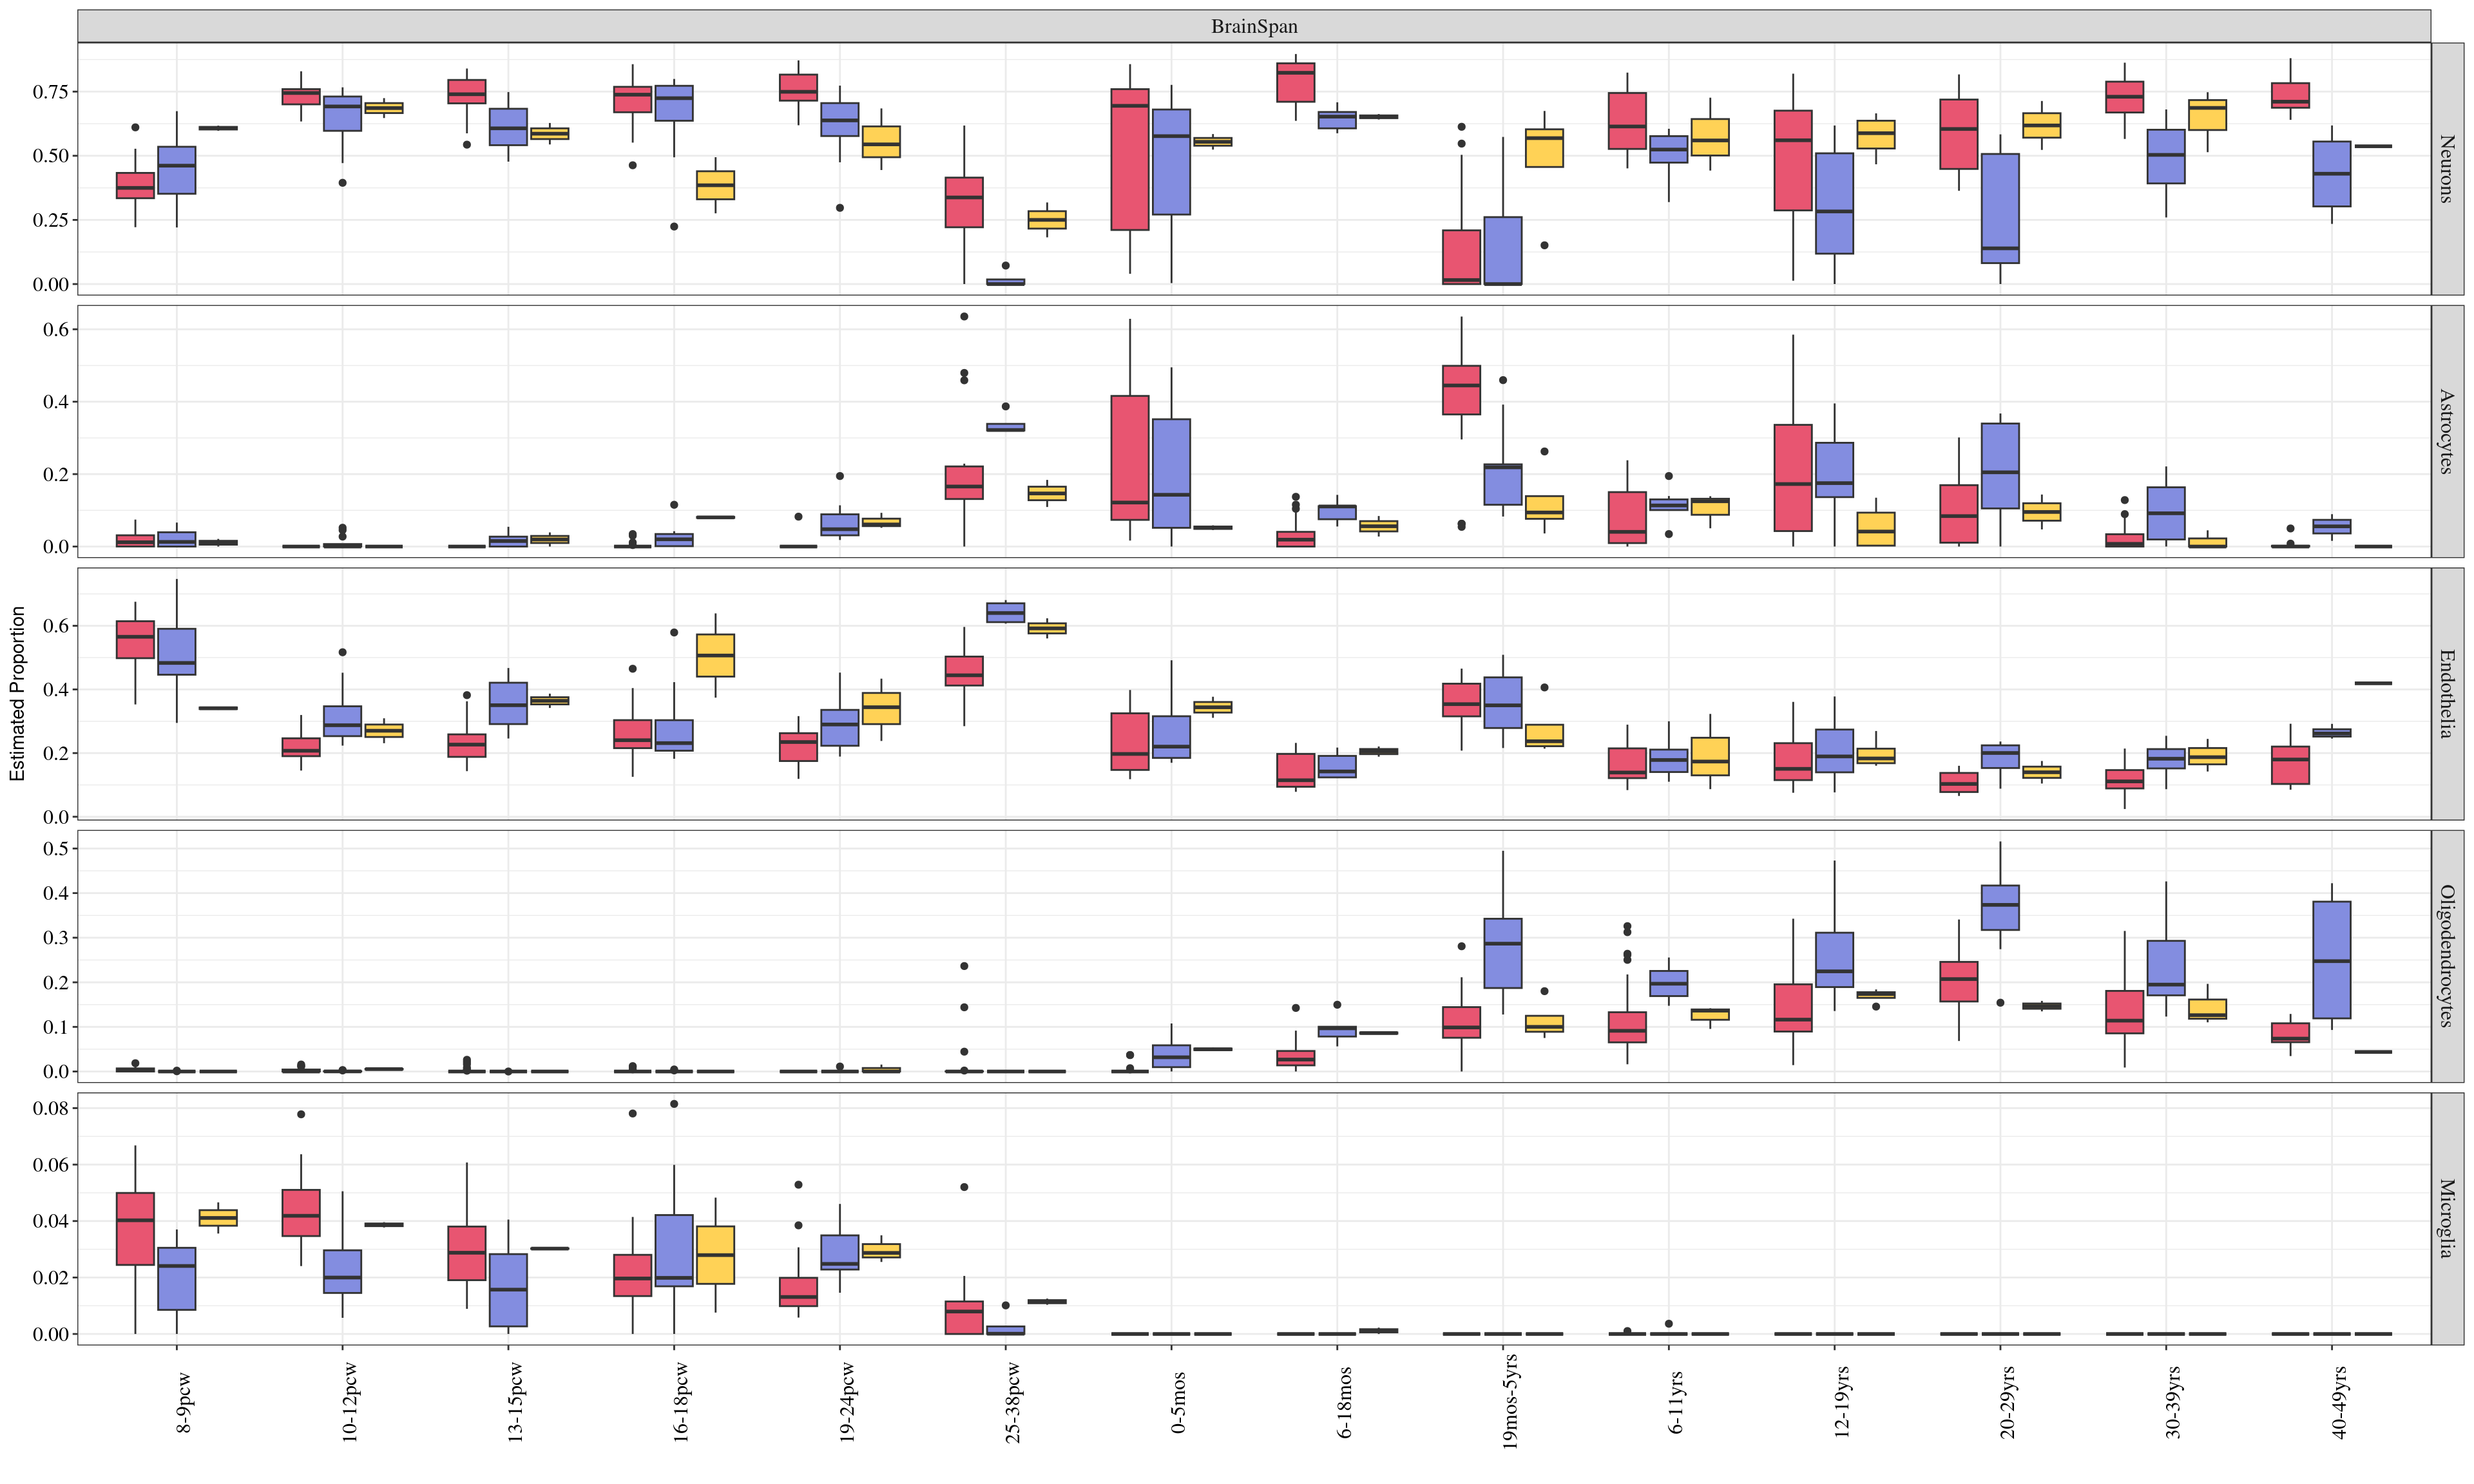 BrainSpan
Estimated Proportion
0.75
0.50
0.25
0.00
Neurons
0.6
0.4
0.2
0.0
Astrocytes
0.6
0.4
0.2
0.0
Endothelia
0.5
0.4
0.3
0.2
0.1
0.0
Oligodendrocytes
0.08
0.06
0.04
0.02
0.00
Microglia
8-9pcw
10-12pcw
13-15pcw
16-18pcw
19-24pcw
25-38pcw
0-5mos
6-18mos
19mos-5yrs
6-11yrs
12-19yrs
20-29yrs
30-39yrs
40-49yrs